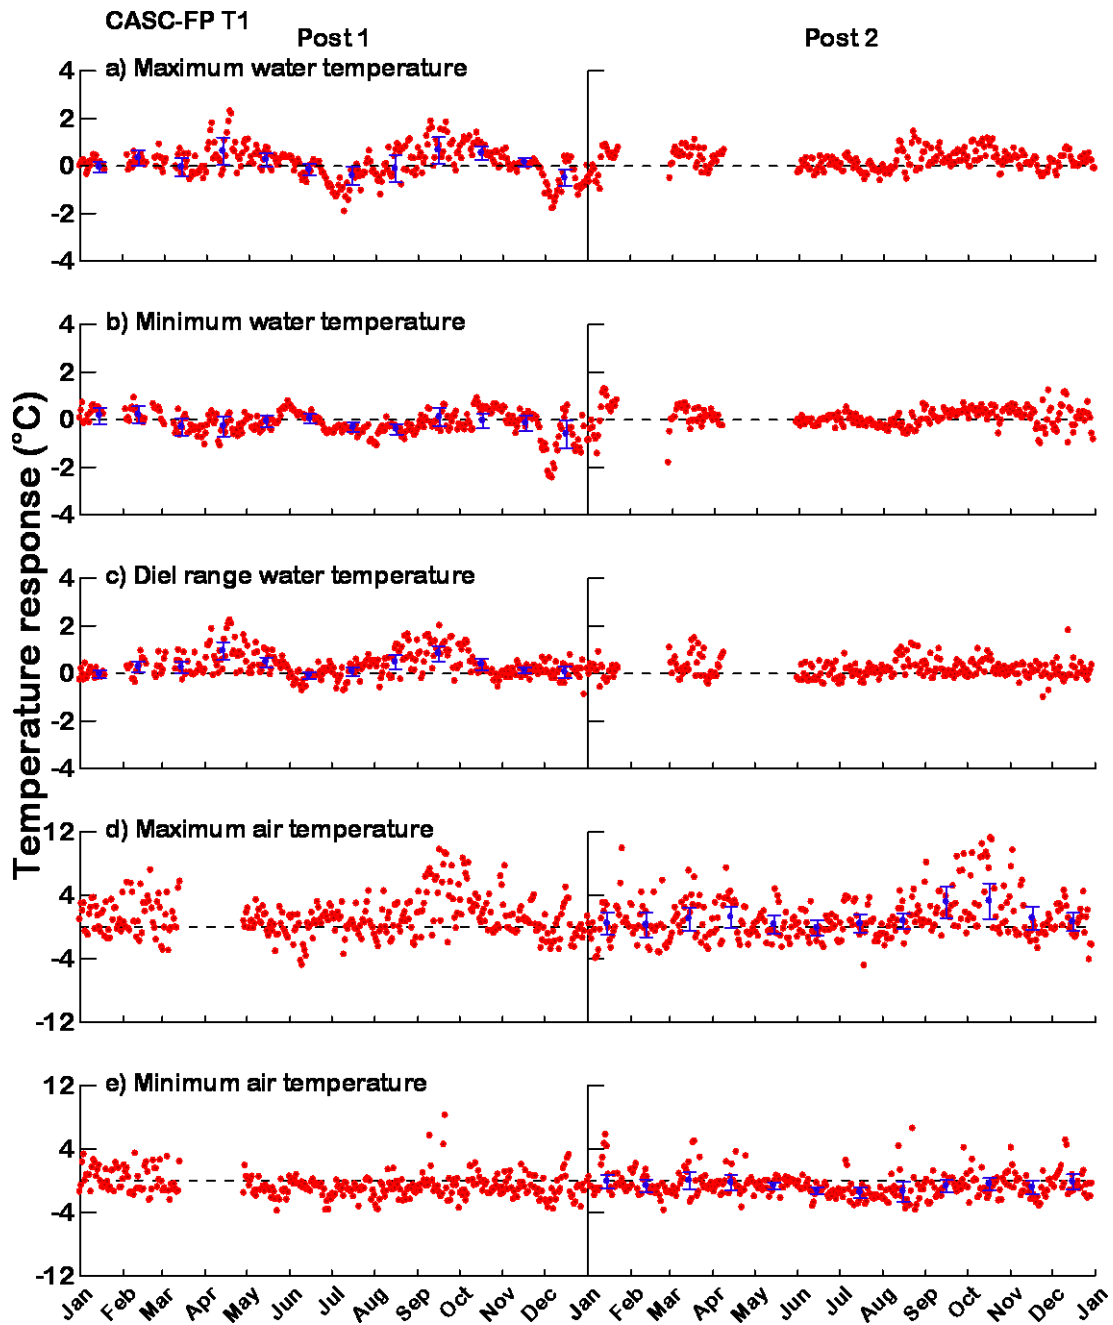 CASC-FP T1
Post 1 Post 2
Temperature response (°C)
a) Maximum water temperature
4
2
0
-2
-4
b) Minimum water temperature
4
2
0
-2
-4
c) Diel range water temperature
4
2
0
-2
-4
d) Maximum air temperature
12
4
-4
-12
e) Minimum air temperature
12
4
-4
-12
Jan Feb Mar Apr May Jun Jul Aug Sep Oct Nov Dec Jan Feb Mar Apr May Jun Jul Aug Sep Oct Nov Dec Jan